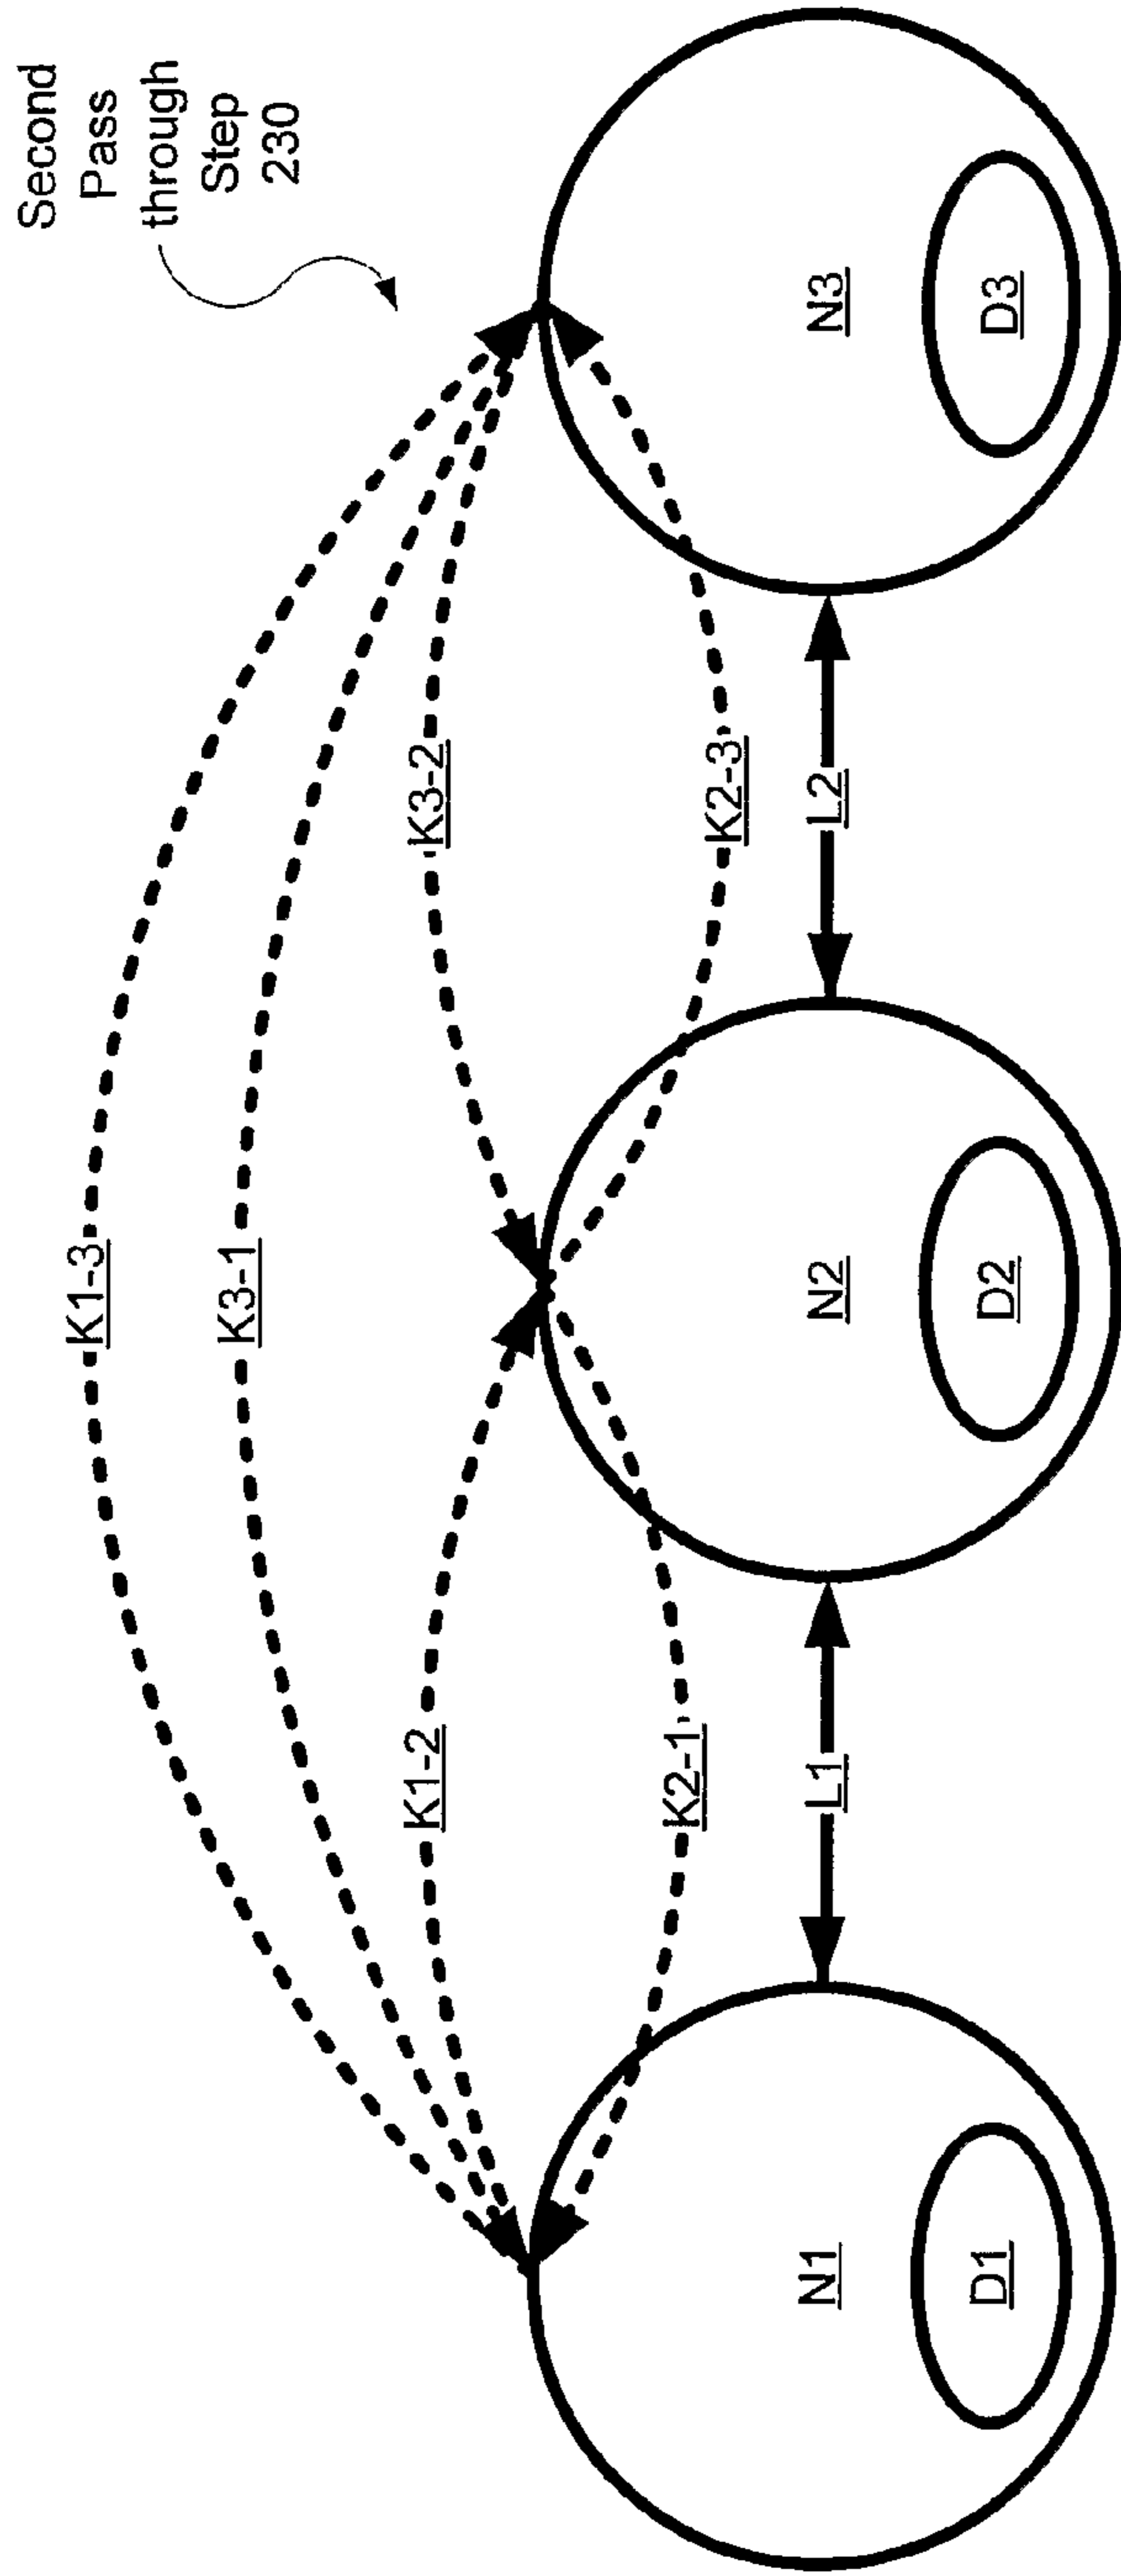 Second
Pass
through
Step
230
K1-3
K3-1
K1-2
K3-2
K2-1
K2-3
L1
L2
N1
N2
N3
D1
D2
D3